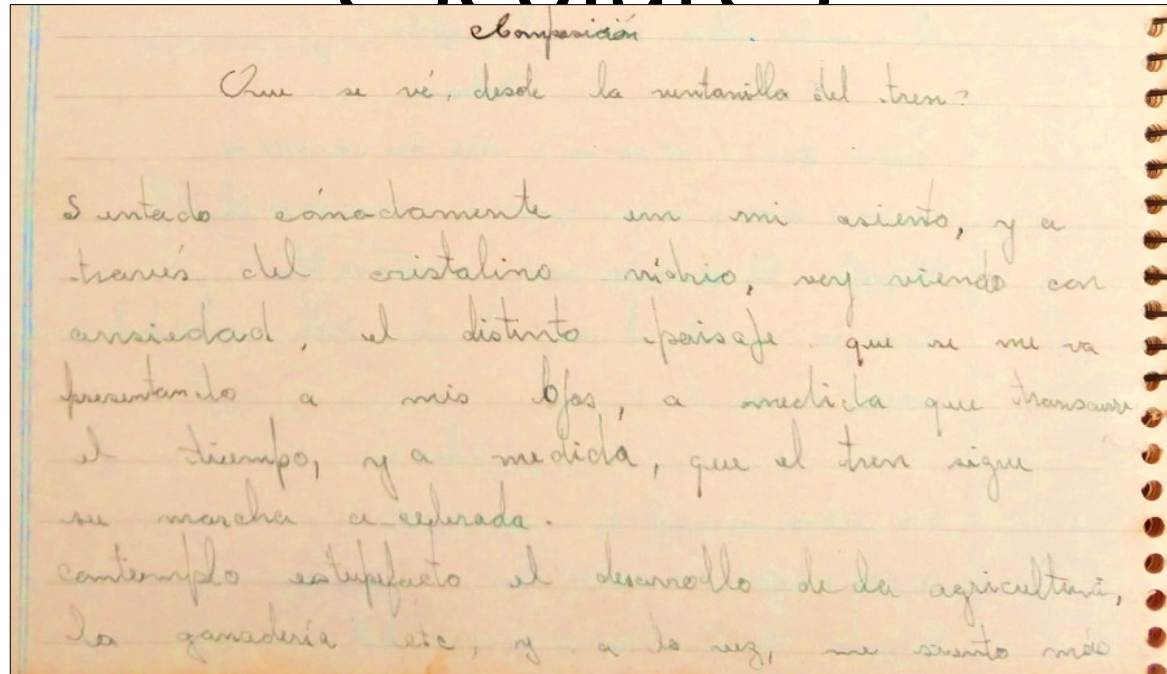 Composición
Que se vé, desde la ventanilla del tren?
Sentado cómodamente en mi asiento, y a
través del cristalino vidrio, voy viendo con
ansiedad, el distinto paisaje que se me va
presentando a mis ojos, a medida que transcurre
el tiempo, y a medida, que el tren sigue
su marcha acelerada.
contemplo estupefacto el desarrollo de la agricultura,
la ganadería etc, y a la vez, me siento más